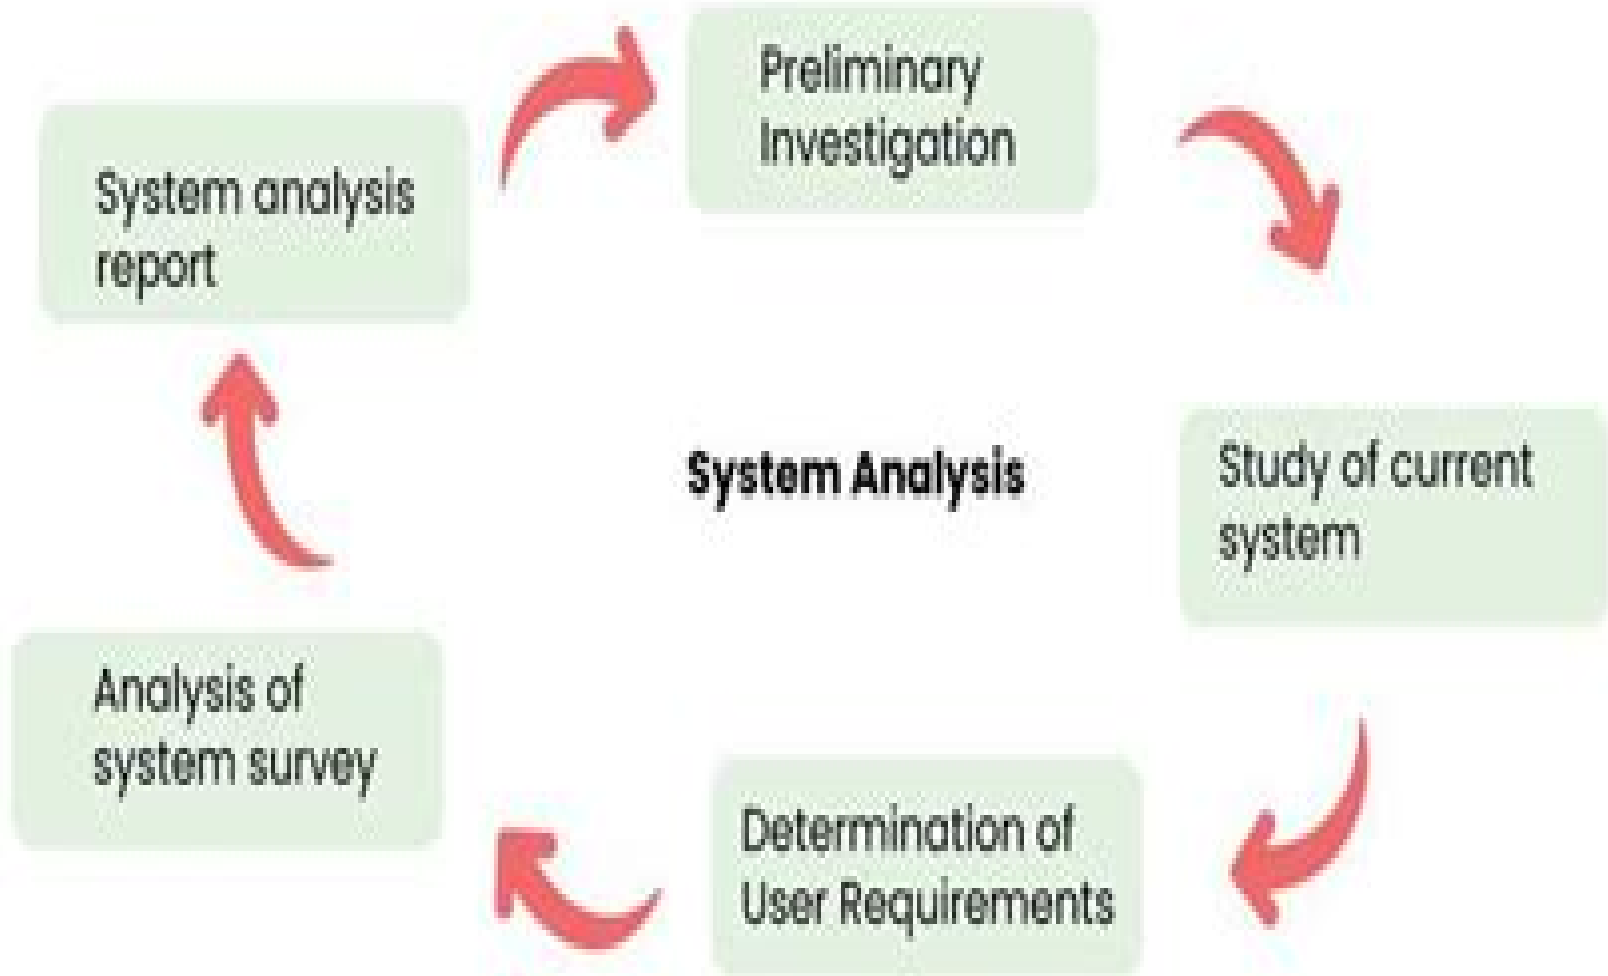 Preliminary
Investigation
System analysis
report
System Analysis
Study of current
system
Analysis of
system survey
Determination of
User Requirements